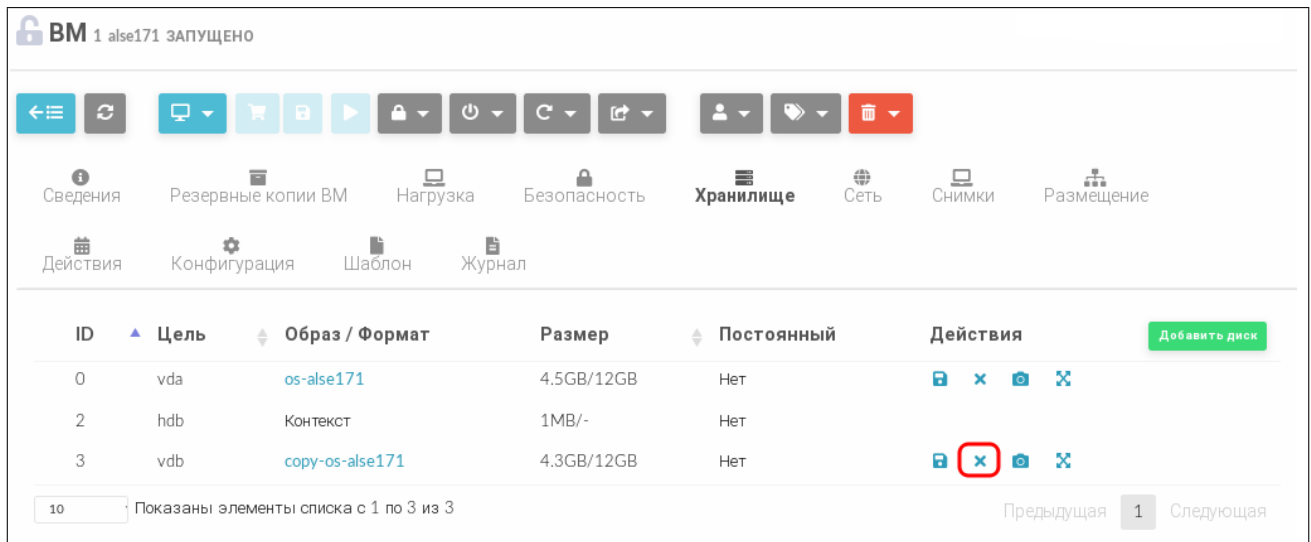 ВМ 1 alse171 ЗАПУЩЕНО
Сведения Резервные копии ВМ Нагрузка Безопасность Хранилище Сеть Снимки Размещение
Действия Конфигурация Шаблон Журнал
ID Цель Образ / Формат Размер Постоянный Действия Добавить диск
0 vda os-alse171 4.5GB/12GB Нет
2 hdb Контекст 1MB/- Нет
3 vdb copy-os-alse171 4.3GB/12GB Нет
10 Показаны элементы списка с 1 по 3 из 3 Предыдущая 1 Следующая